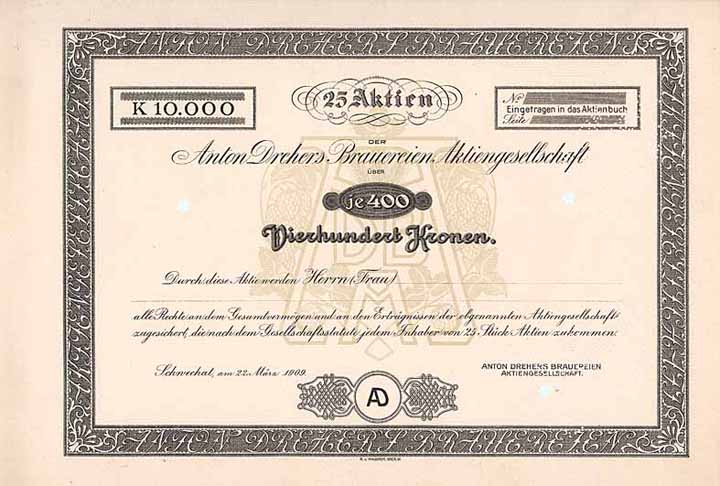 ANTON DREHERS BRAUEREIEN
K 10.000
25 Aktien
No
Eingetragen in das Aktienbuch
Seite
DER
Anton Drehers Brauereien Aktiengesellschaft
ÜBER
je 400
Vierhundert Kronen.
Durch diese Aktie werden Herrn (Frau)
alle Rechte an dem Gesamtvermögen und an den Erträgnissen der obgenannten Aktiengesellschaft
zugesichert, die nach dem Gesellschaftsstatute jedem Inhaber von 25 Stück Aktien zukommen.
Schwechat, am 22. März 1909.
ANTON DREHERS BRAUEREIEN
AKTIENGESELLSCHAFT.
AD
ANTON DREHERS BRAUEREIEN